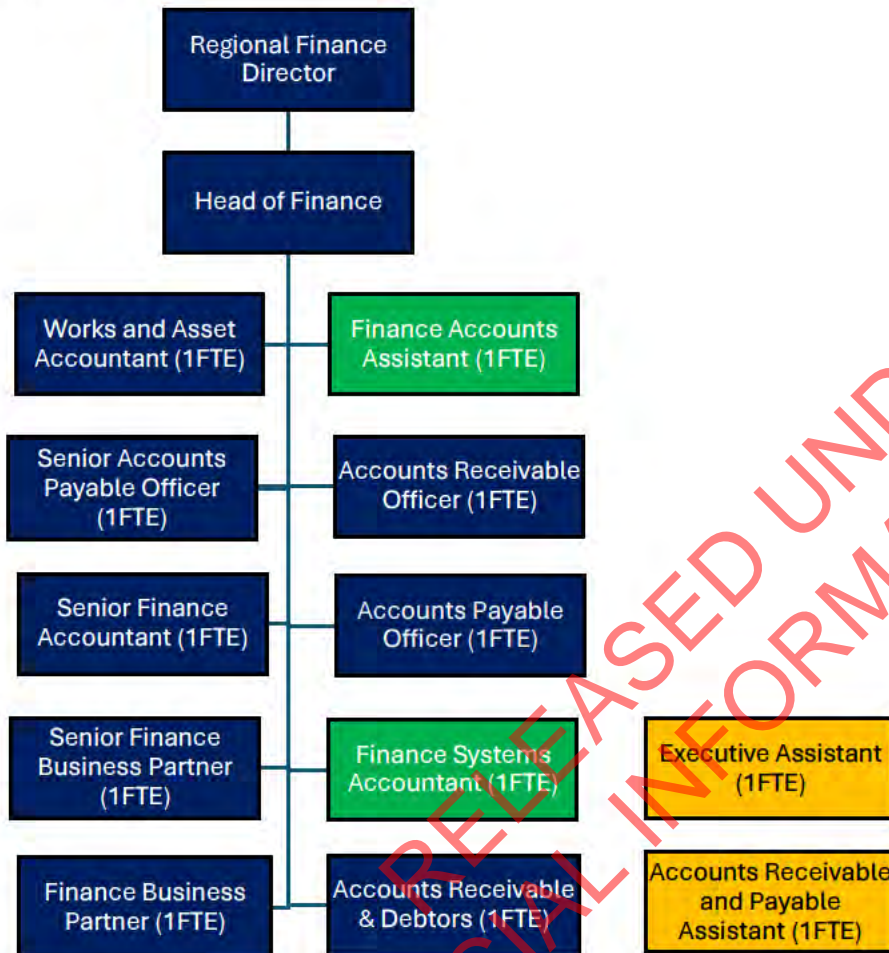 Regional Finance
Director
Head of Finance
Works and Asset
Accountant (1FTE)
Finance Accounts
Assistant (1FTE)
Senior Accounts
Payable Officer
(1FTE)
Accounts Receivable
Officer (1FTE)
Senior Finance
Accountant (1FTE)
Accounts Payable
Officer (1FTE)
Senior Finance
Business Partner
(1FTE)
Finance Systems
Accountant (1FTE)
Executive Assistant
(1FTE)
Finance Business
Partner (1FTE)
Accounts Receivable
& Debtors (1FTE)
Accounts Receivable
and Payable
Assistant (1FTE)
RELEASED UND
CIAL INFORMA